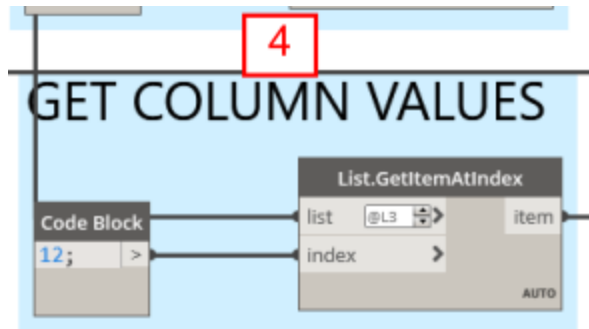 4
GET COLUMN VALUES
List.GetItemAtIndex
list @L3 > item
Code Block
12; >
index >
AUTO